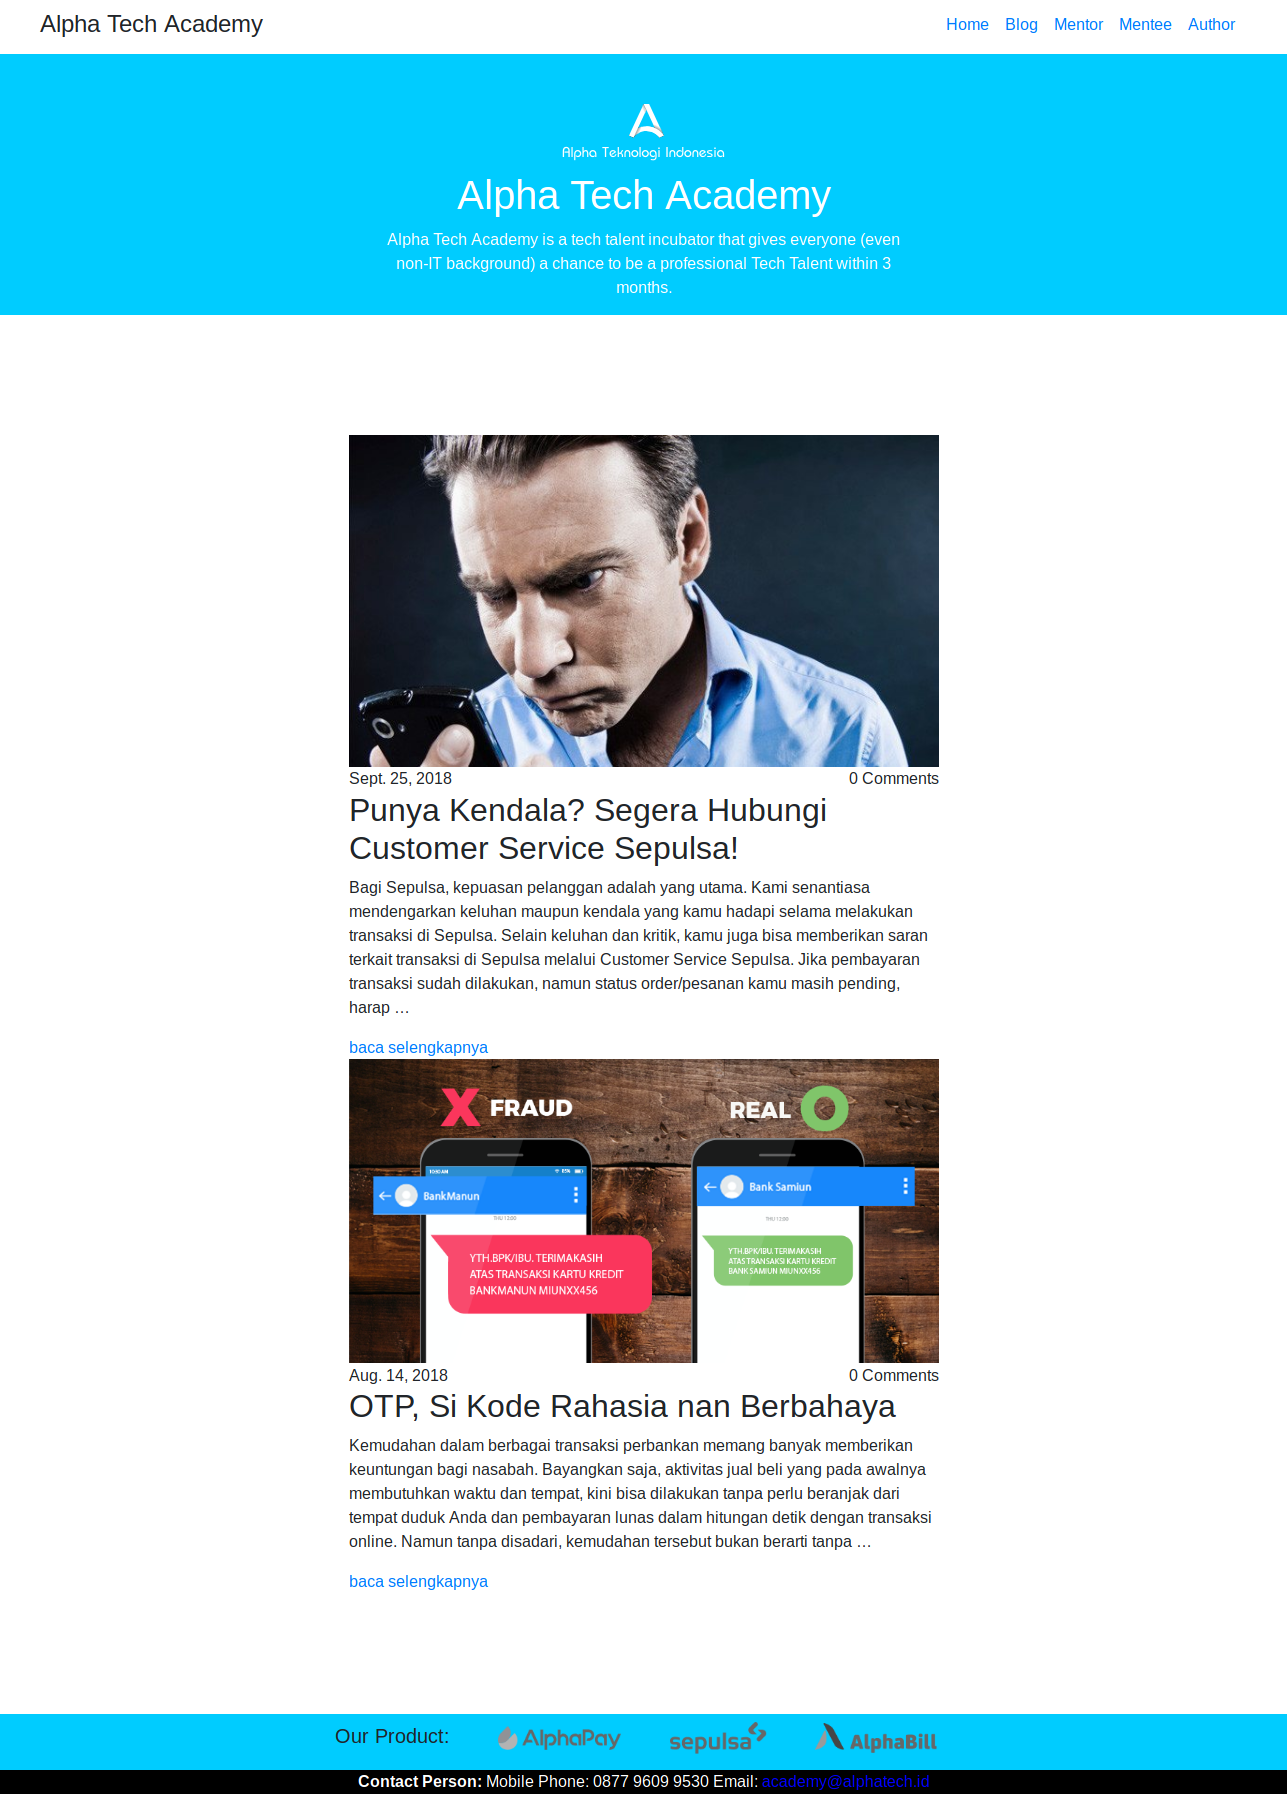 Alpha Tech Academy
Home Blog Mentor Mentee Author
Alpha Teknologi Indonesia
Alpha Tech Academy
Alpha Tech Academy is a tech talent incubator that gives everyone (even
non-IT background) a chance to be a professional Tech Talent within 3
months.
Sept. 25, 2018 0 Comments
Punya Kendala? Segera Hubungi
Customer Service Sepulsa!
Bagi Sepulsa, kepuasan pelanggan adalah yang utama. Kami senantiasa
mendengarkan keluhan maupun kendala yang kamu hadapi selama melakukan
transaksi di Sepulsa. Selain keluhan dan kritik, kamu juga bisa memberikan saran
terkait transaksi di Sepulsa melalui Customer Service Sepulsa. Jika pembayaran
transaksi sudah dilakukan, namun status order/pesanan kamu masih pending,
harap …
baca selengkapnya
X FRAUD
REAL O
10:50 AM 85%
BankManun
THU 13:00
YTH.BPK/IBU. TERIMAKASIH
ATAS TRANSAKSI KARTU KREDIT
BANKMANUN MIUNXX456
Bank Samiun
THU 13:00
YTH.BPK/IBU. TERIMAKASIH
ATAS TRANSAKSI KARTU KREDIT
BANK SAMIUN MIUNXX456
Aug. 14, 2018 0 Comments
OTP, Si Kode Rahasia nan Berbahaya
Kemudahan dalam berbagai transaksi perbankan memang banyak memberikan
keuntungan bagi nasabah. Bayangkan saja, aktivitas jual beli yang pada awalnya
membutuhkan waktu dan tempat, kini bisa dilakukan tanpa perlu beranjak dari
tempat duduk Anda dan pembayaran lunas dalam hitungan detik dengan transaksi
online. Namun tanpa disadari, kemudahan tersebut bukan berarti tanpa …
baca selengkapnya
Our Product: AlphaPay sepulsa AlphaBill
Contact Person: Mobile Phone: 0877 9609 9530 Email: academy@alphatech.id